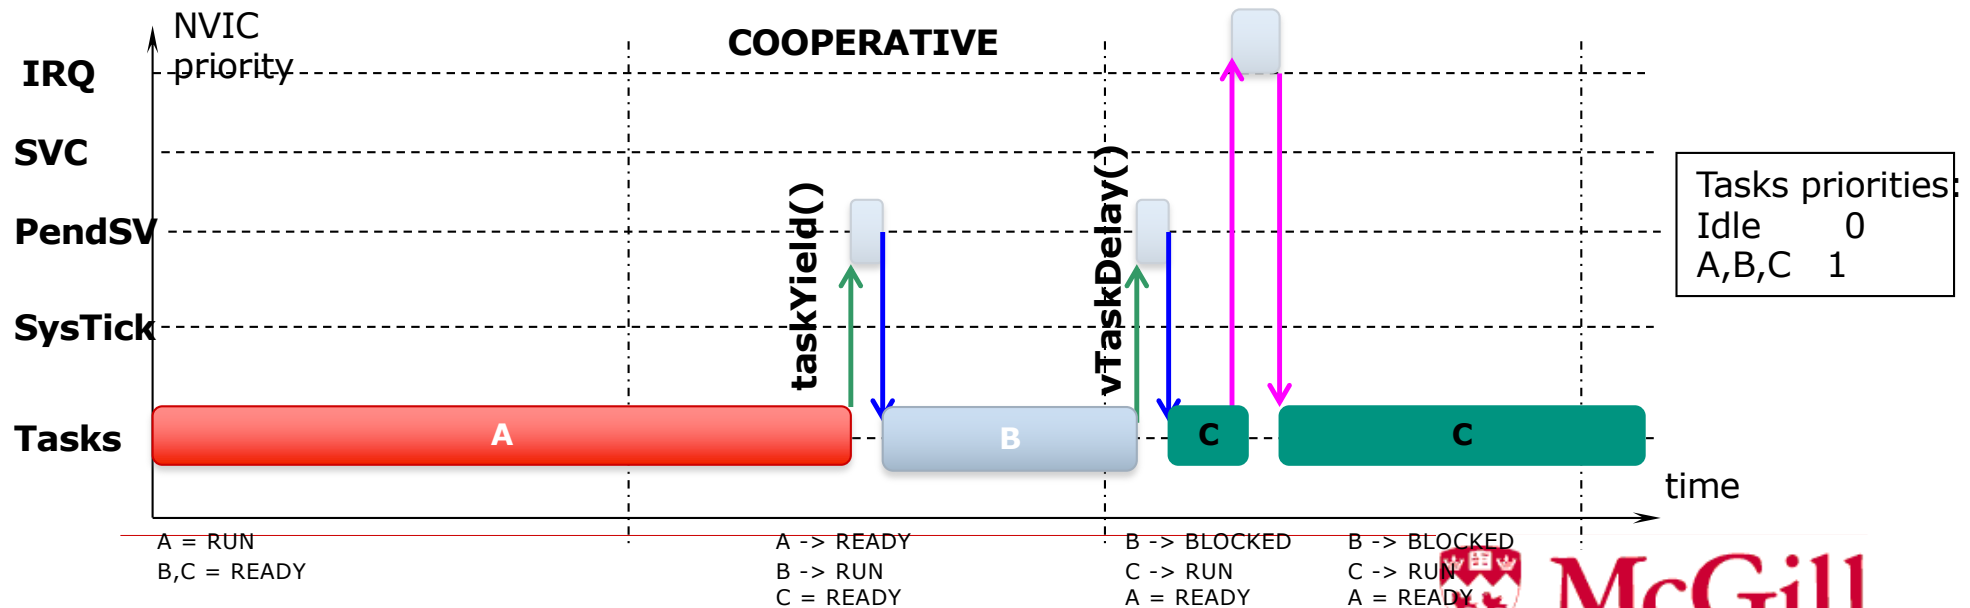 NVIC
priority
COOPERATIVE
IRQ
SVC
PendSV
SysTick
Tasks
taskYield()
vTaskDelay()
Tasks priorities:
Idle 0
A,B,C 1
A
B
C
C
time
A = RUN
B,C = READY
A -> READY
B -> RUN
C = READY
B -> BLOCKED
C -> RUN
A = READY
B -> BLOCKED
C -> RUN
A = READY
McGill